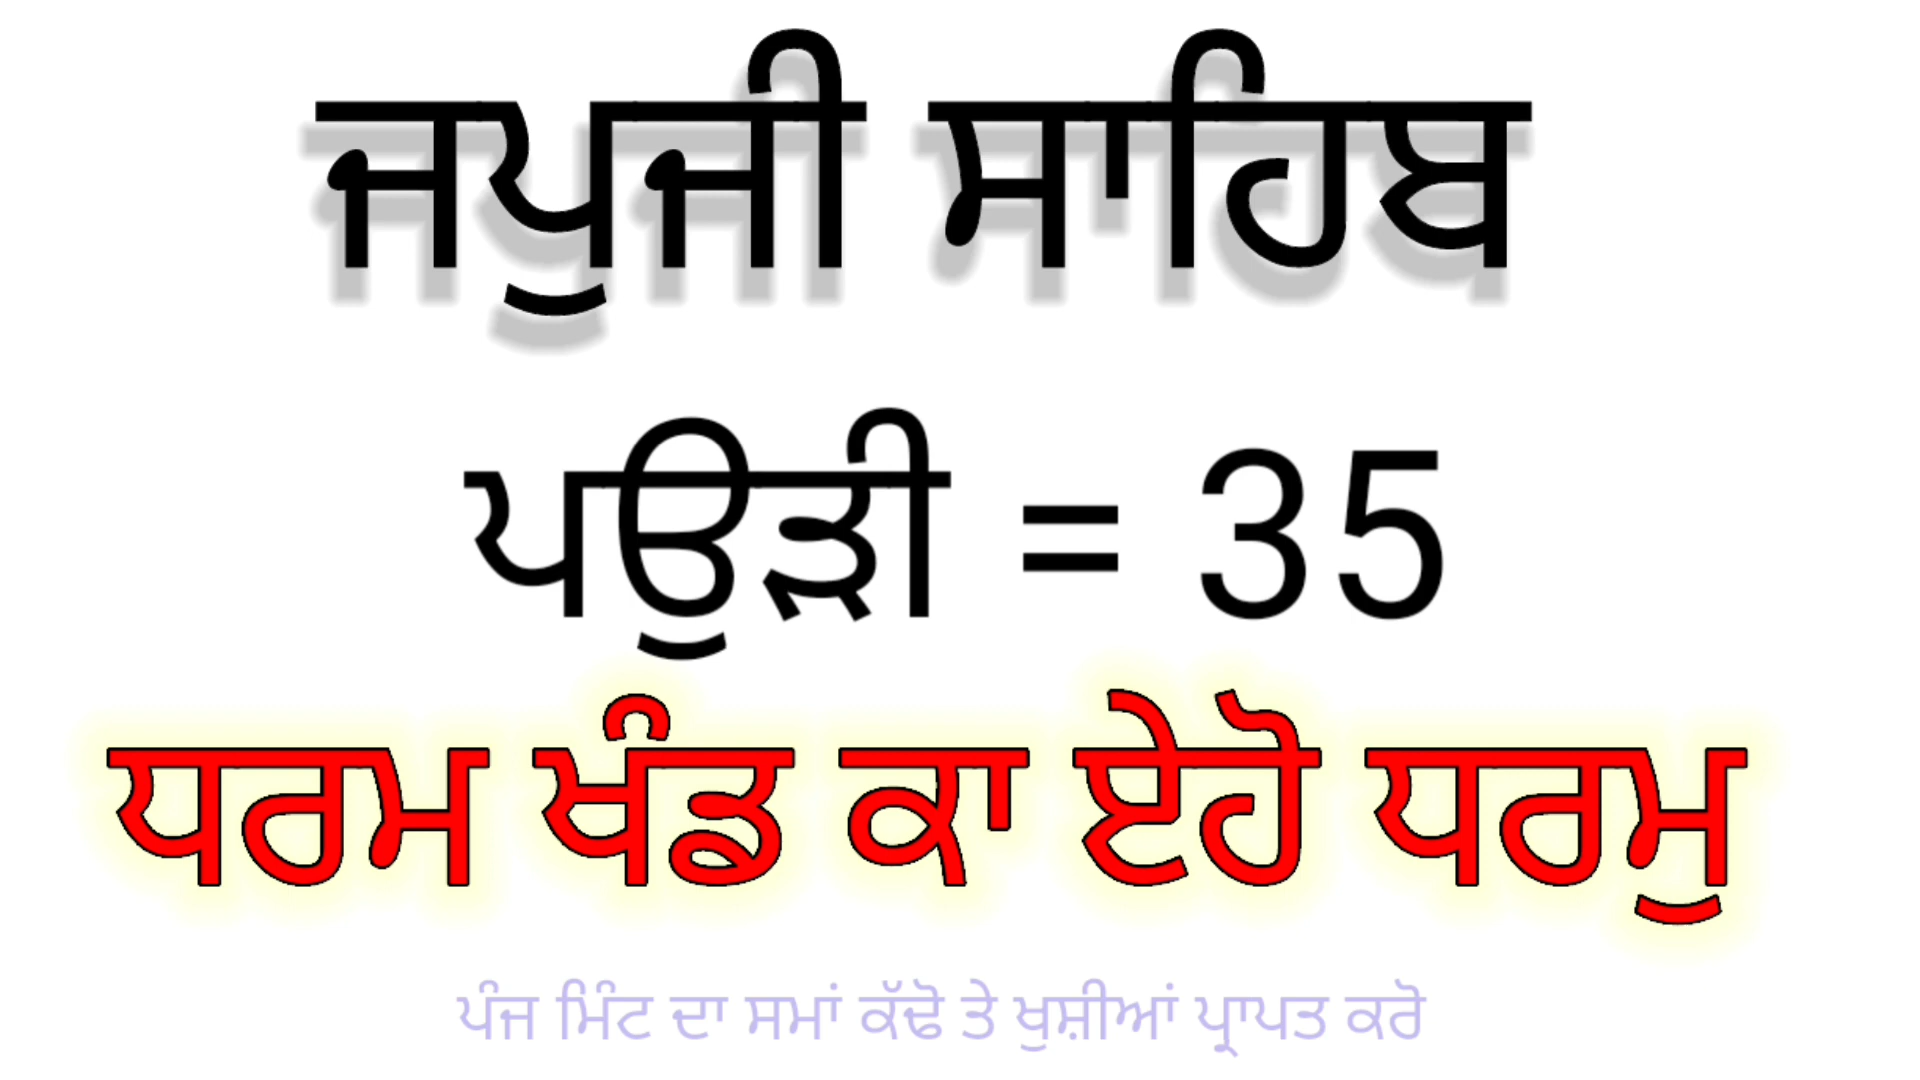 ਜਪੁਜੀ ਸਾਹਿਬ
ਪਉੜੀ = 35
ਧਰਮ ਖੰਡ ਕਾ ਏਹੋ ਧਰਮੁ
ਪੰਜ ਮਿੰਟ ਦਾ ਸਮਾਂ ਕੱਢੋ ਤੇ ਖੁਸ਼ੀਆਂ ਪ੍ਰਾਪਤ ਕਰੋ